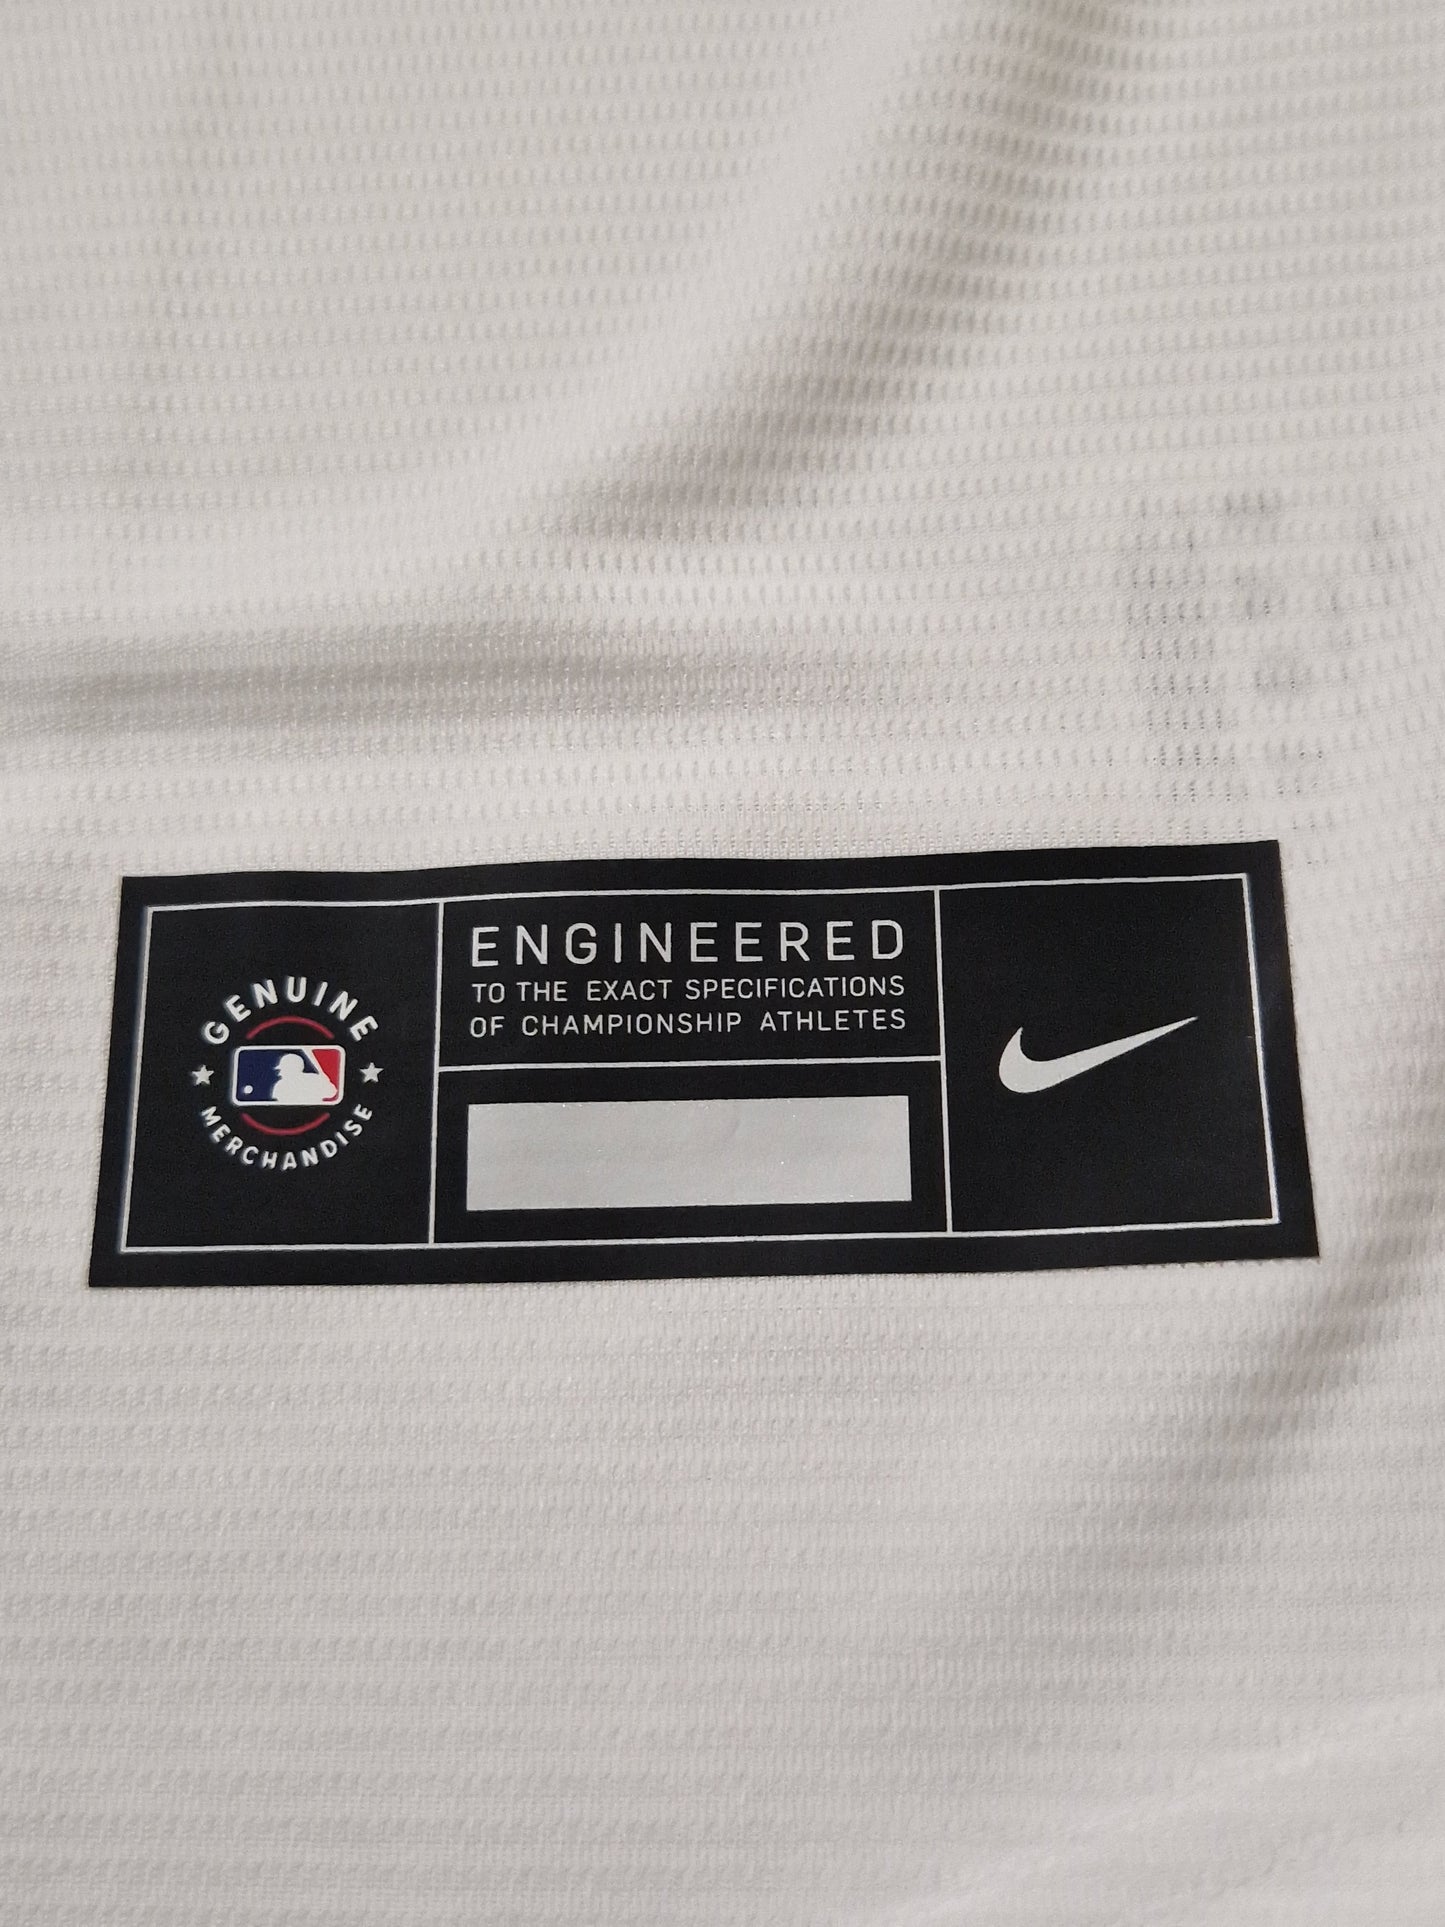 GENUINE
MERCHANDISE
ENGINEERED
TO THE EXACT SPECIFICATIONS
OF CHAMPIONSHIP ATHLETES